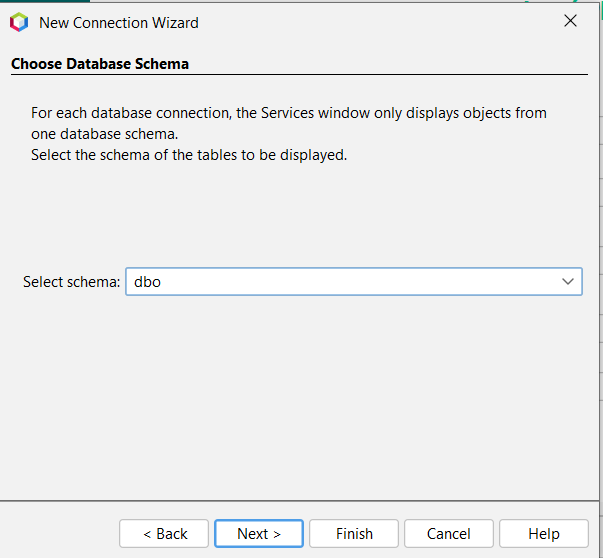 New Connection Wizard
Choose Database Schema
For each database connection, the Services window only displays objects from
one database schema.
Select the schema of the tables to be displayed.
Select schema: dbo
< Back Next > Finish Cancel Help